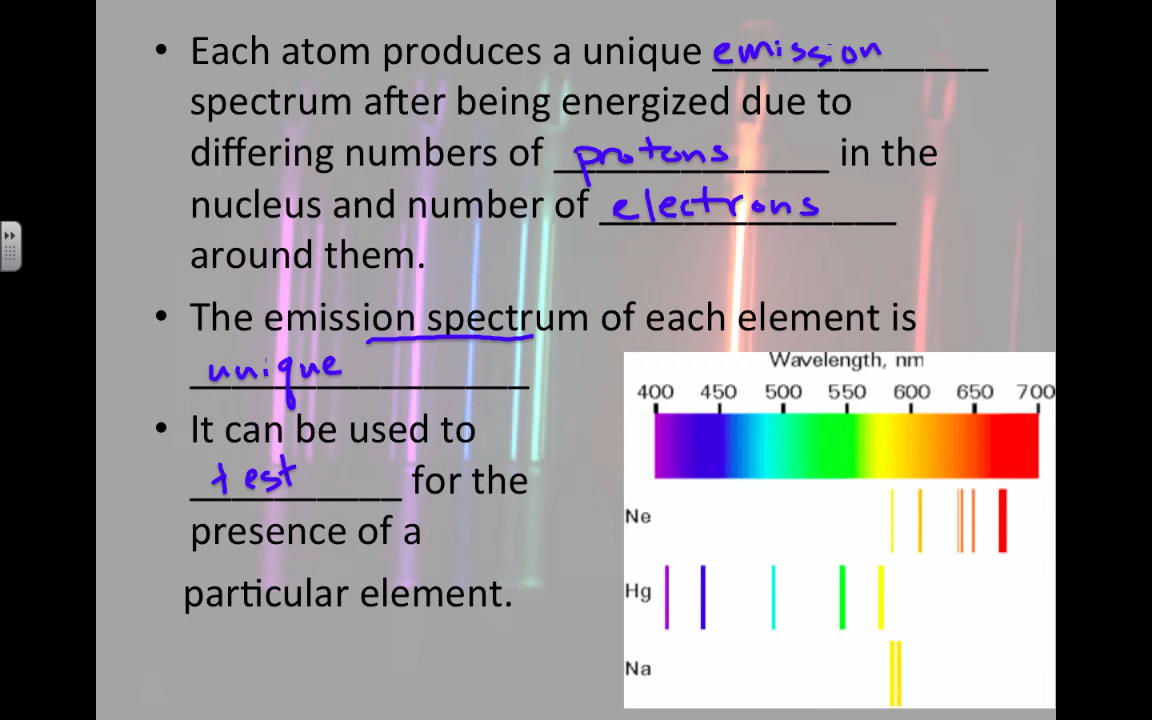 • Each atom produces a unique emission
spectrum after being energized due to
differing numbers of protons in the
nucleus and number of electrons
around them.
• The emission spectrum of each element is
unique
• It can be used to
test for the
presence of a
particular element.
Wavelength, nm
400 450 500 550 600 650 700
Ne
Hg
Na